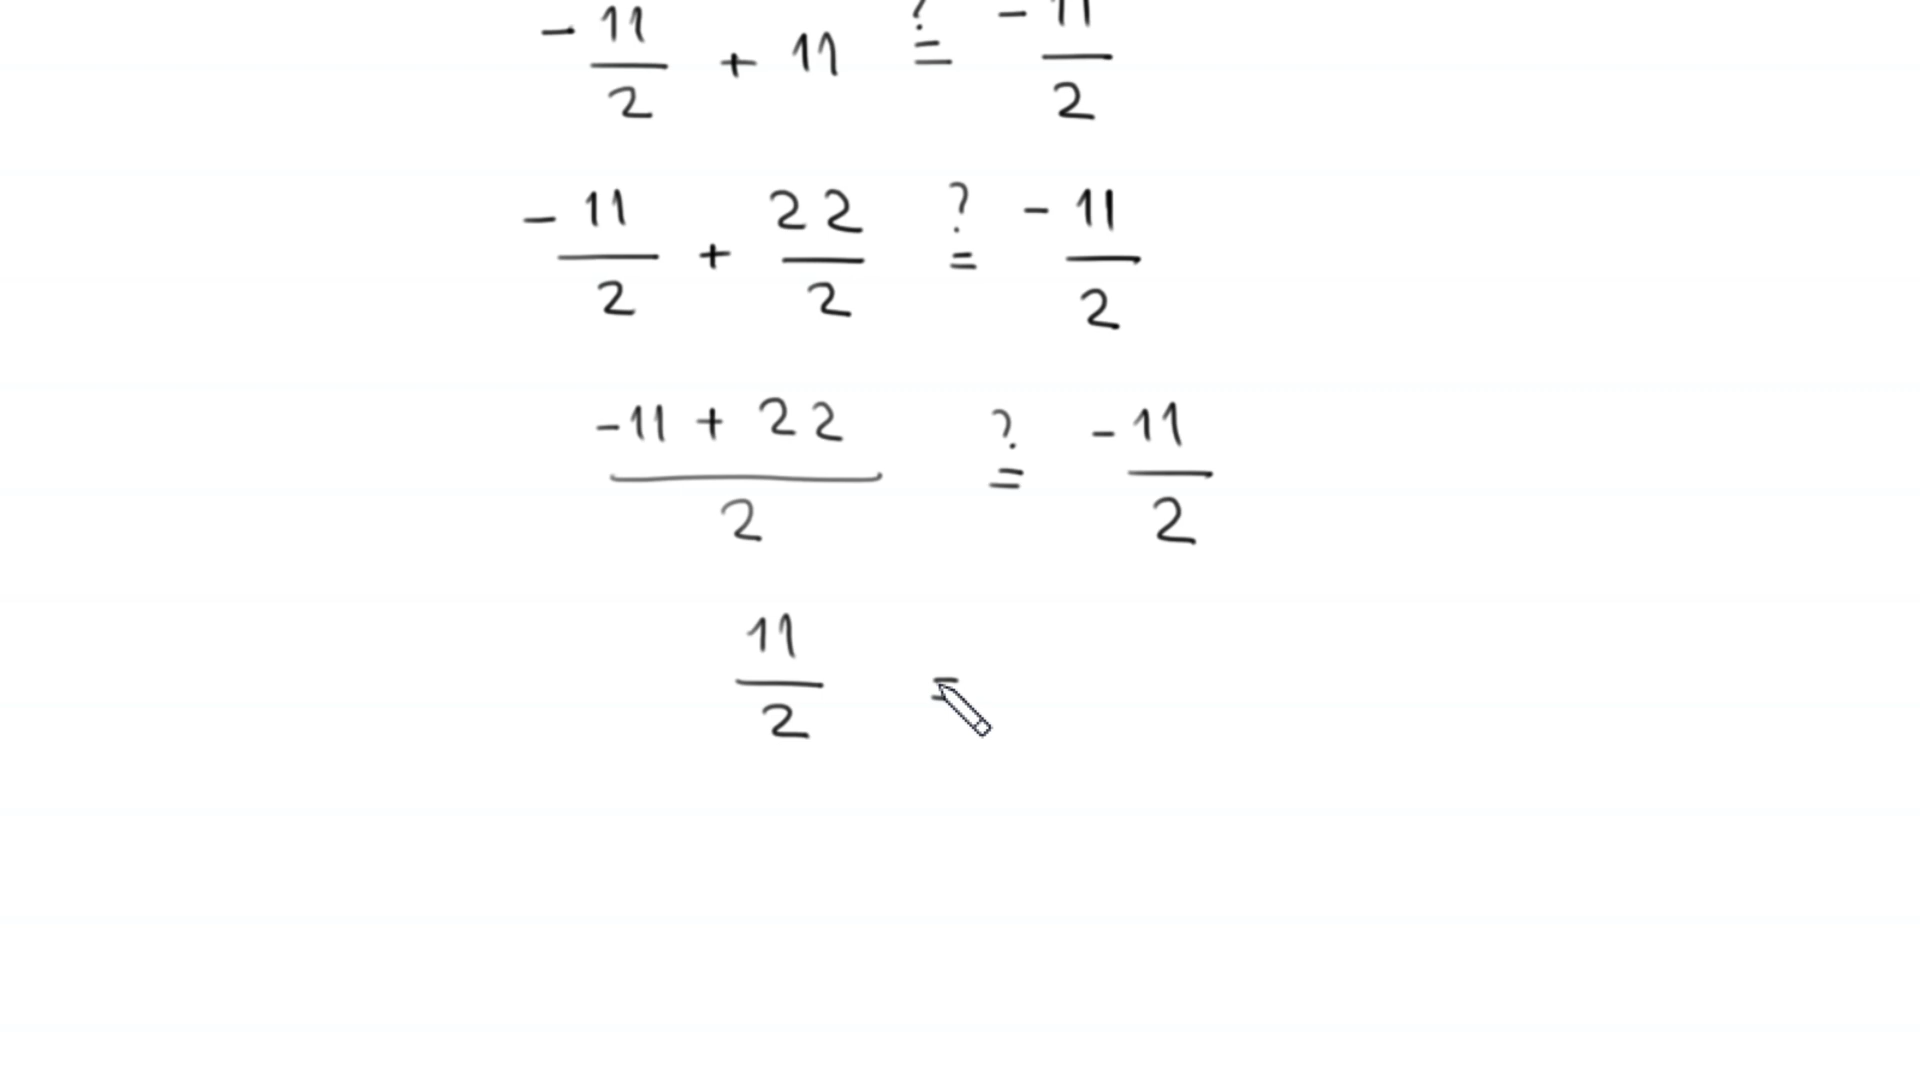 - 11/2 + 11 ?= - 11/2
- 11/2 + 22/2 ?= - 11/2
-11 + 22/2 ?= - 11/2
11/2 =